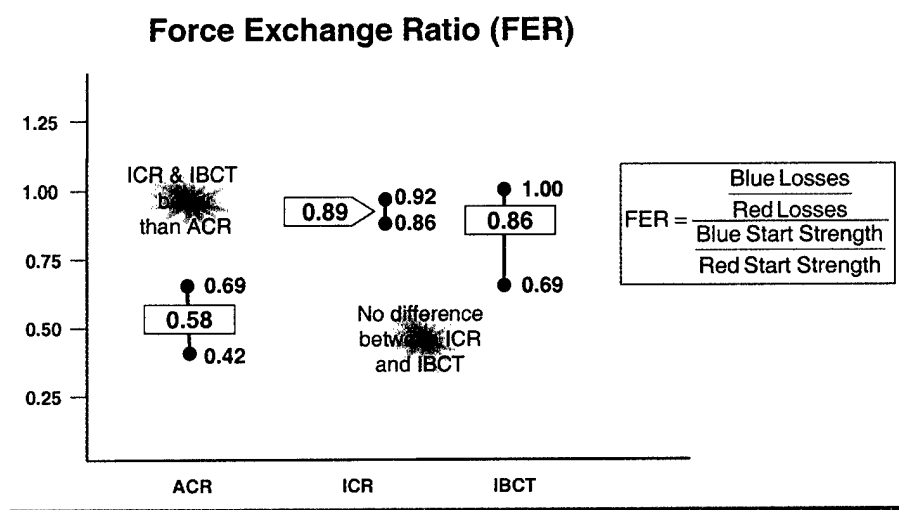 Force Exchange Ratio (FER)
1.25
1.00
0.75
0.50
0.25
ICR & IBCT
than ACR
0.69
0.58
0.42
0.89
0.92
0.86
No difference
between ICR
and IBCT
1.00
0.86
0.69
FER =
Blue Losses
Red Losses
Blue Start Strength
Red Start Strength
ACR
ICR
IBCT